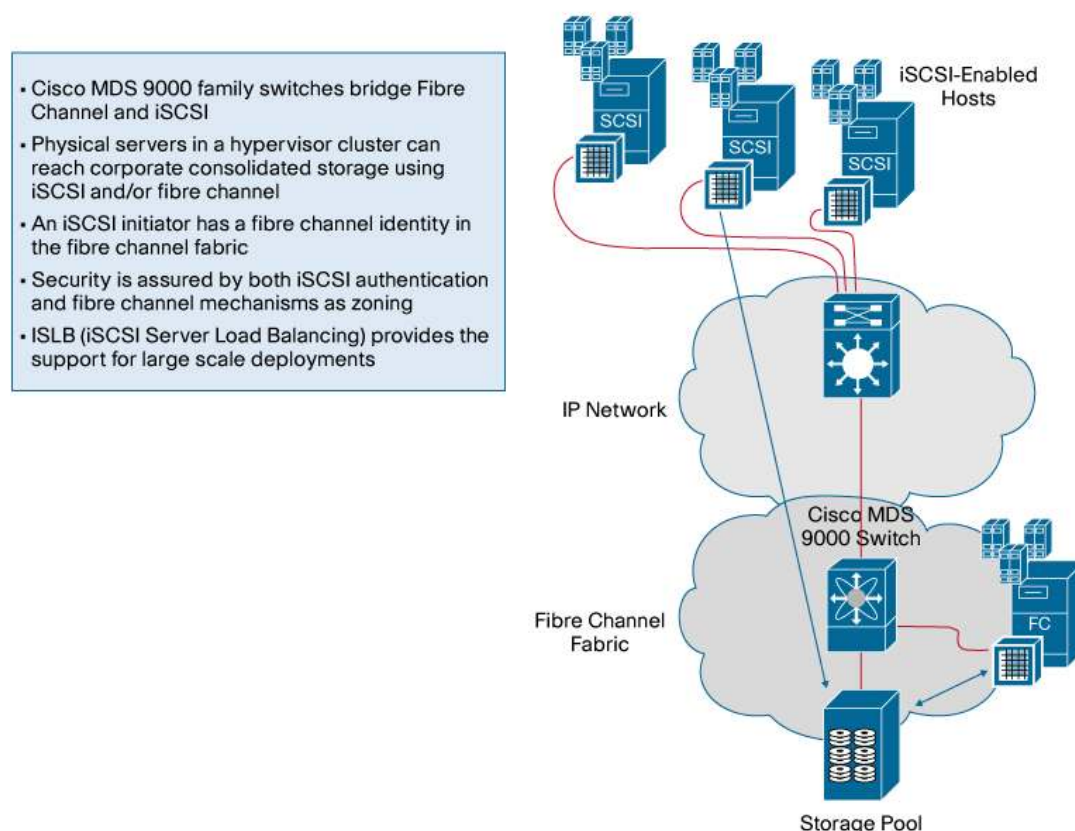 • Cisco MDS 9000 family switches bridge Fibre Channel and iSCSI
• Physical servers in a hypervisor cluster can reach corporate consolidated storage using iSCSI and/or fibre channel
• An iSCSI initiator has a fibre channel identity in the fibre channel fabric
• Security is assured by both iSCSI authentication and fibre channel mechanisms as zoning
• ISLB (iSCSI Server Load Balancing) provides the support for large scale deployments
SCSI
SCSI
SCSI
iSCSI-Enabled
Hosts
IP Network
Cisco MDS
9000 Switch
Fibre Channel
Fabric
FC
Storage Pool